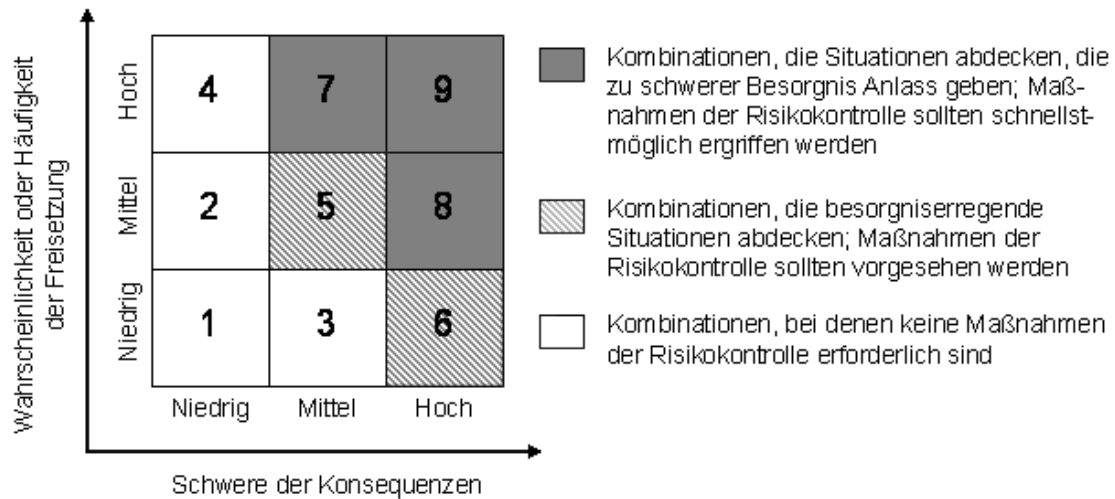 Wahrscheinlichkeit oder Häufigkeit
der Freisetzung
Hoch
4 7 9
Mittel
2 5 8
Niedrig
1 3 6
Niedrig Mittel Hoch
Schwere der Konsequenzen
Kombinationen, die Situationen abdecken, die
zu schwerer Besorgnis Anlass geben; Maß-
nahmen der Risikokontrolle sollten schnellst-
möglich ergriffen werden
Kombinationen, die besorgniserregende
Situationen abdecken; Maßnahmen der
Risikokontrolle sollten vorgesehen werden
Kombinationen, bei denen keine Maßnahmen
der Risikokontrolle erforderlich sind